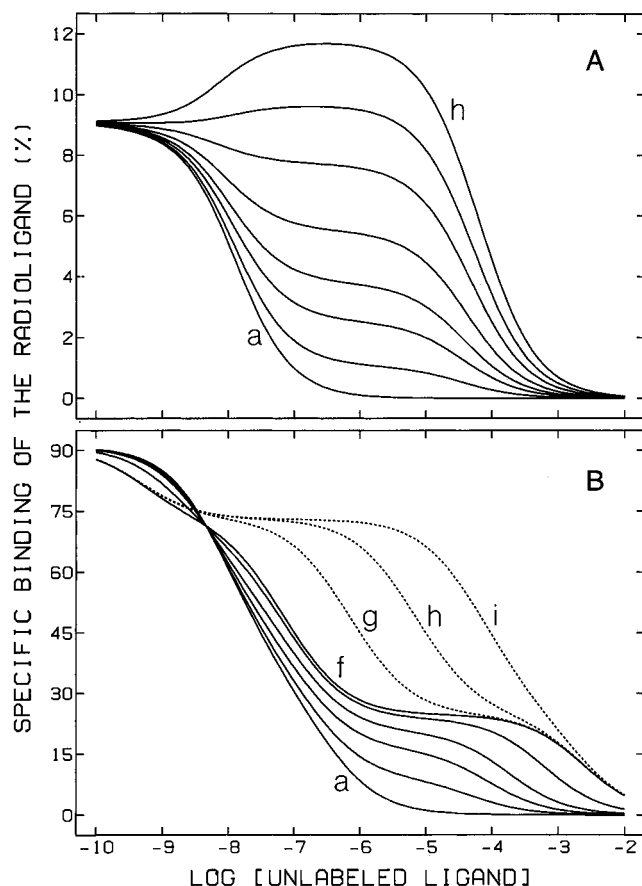 SPECIFIC BINDING OF THE RADIOLIGAND (%)
12
10
8
6
4
2
0
A
h
a
90
75
60
45
30
15
0
B
g
h
i
f
a
-10
-9
-8
-7
-6
-5
-4
-3
-2
LOG [UNLABELED LIGAND]